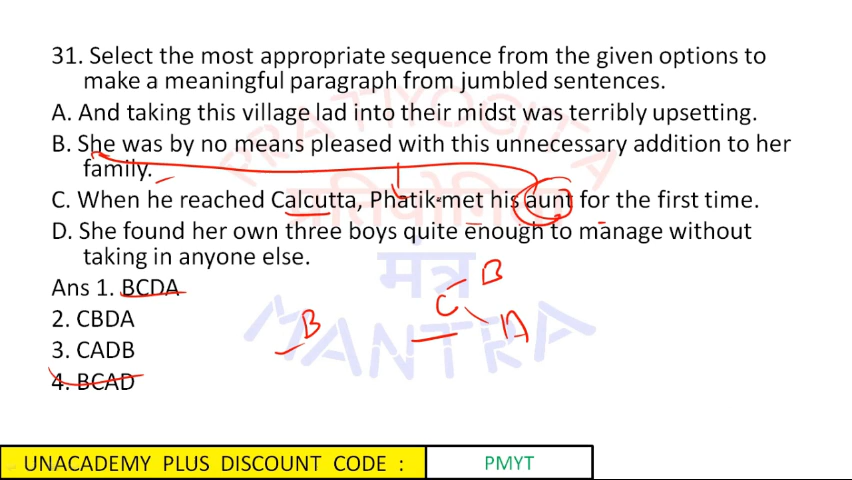 31. Select the most appropriate sequence from the given options to
make a meaningful paragraph from jumbled sentences.
A. And taking this village lad into their midst was terribly upsetting.
B. She was by no means pleased with this unnecessary addition to her
family.
C. When he reached Calcutta, Phatik met his aunt for the first time.
D. She found her own three boys quite enough to manage without
taking in anyone else.
Ans 1. BCDA
2. CBDA
3. CADB
4. BCAD
B
C
B
A
PRATIYOGITA
प्रतियोगिता
मंत्र
MANTRA
UNACADEMY PLUS DISCOUNT CODE :
PMYT